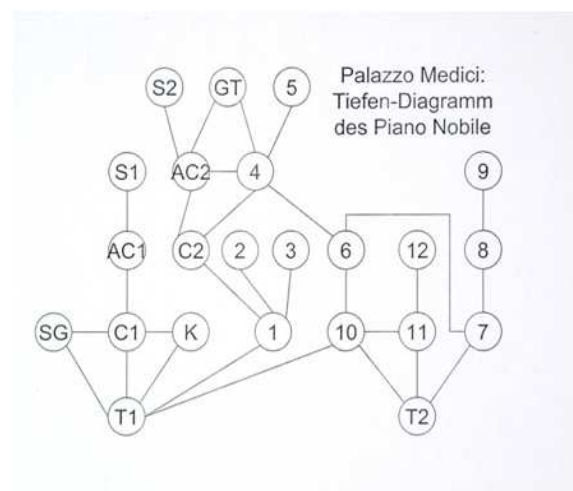 Palazzo Medici:
Tiefen-Diagramm
des Piano Nobile
S2 GT 5
S1 AC2 4 9
AC1 C2 2 3 6 12 8
SG C1 K 1 10 11 7
T1 T2